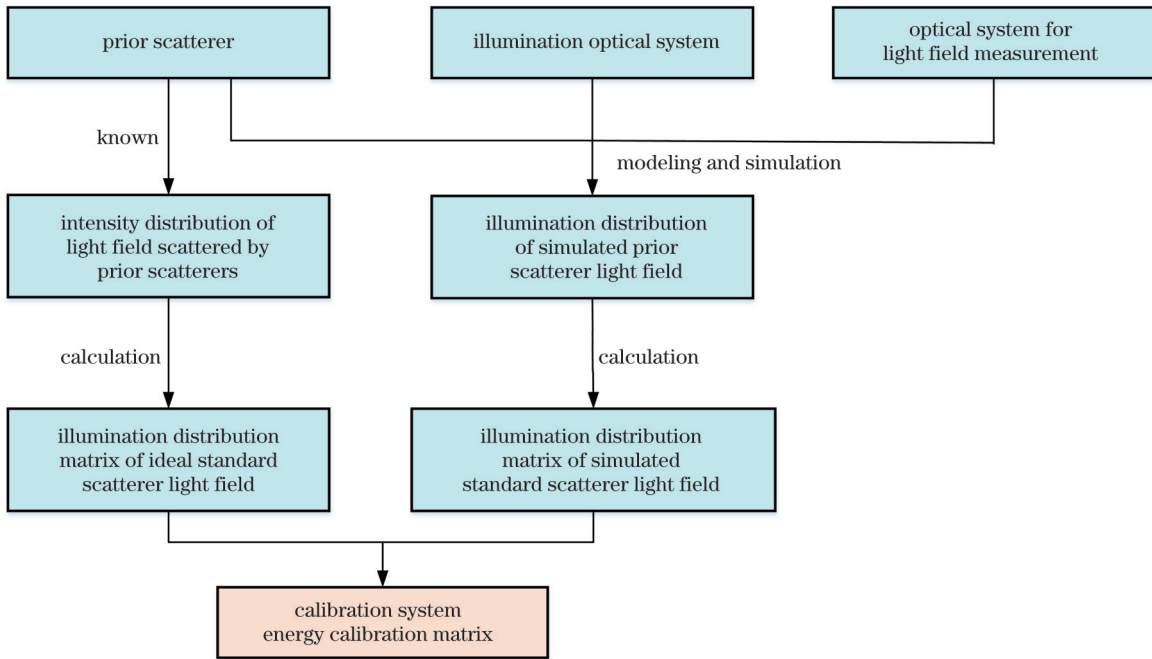 prior scatterer
illumination optical system
optical system for
light field measurement
known
modeling and simulation
intensity distribution of
light field scattered by
prior scatterers
illumination distribution
of simulated prior
scatterer light field
calculation
calculation
illumination distribution
matrix of ideal standard
scatterer light field
illumination distribution
matrix of simulated
standard scatterer light field
calibration system
energy calibration matrix